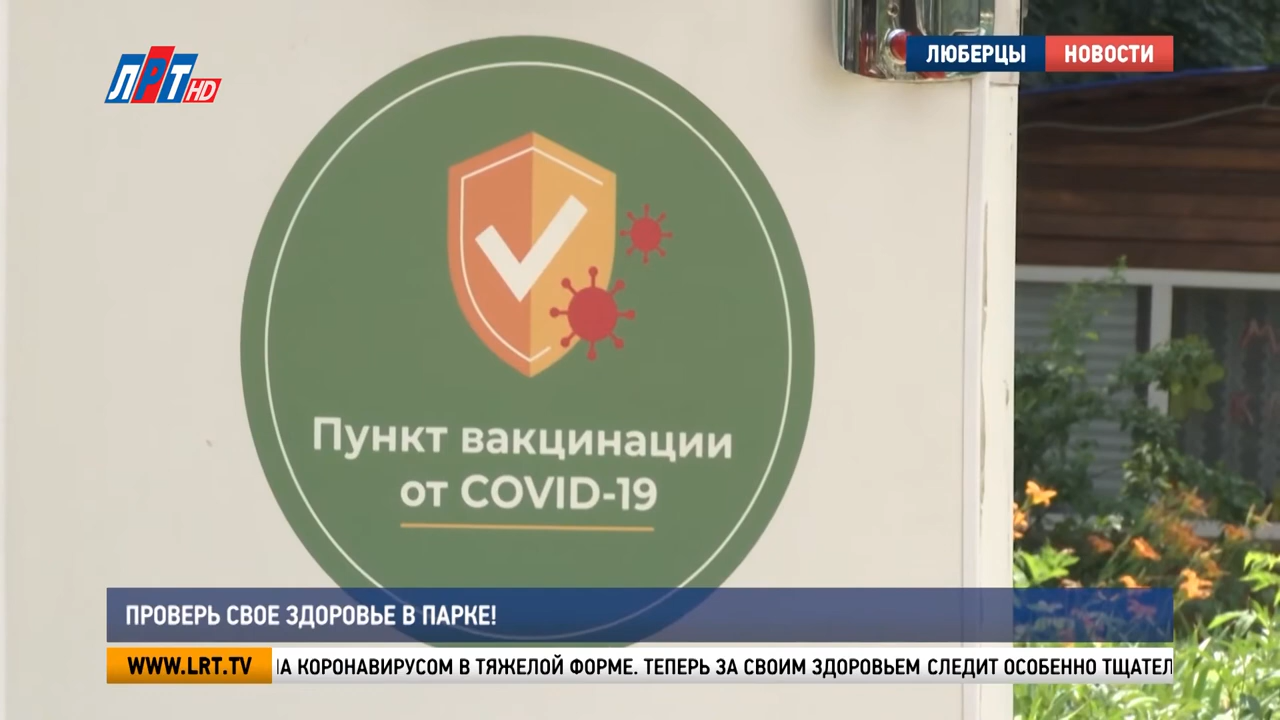 ЛРТ HD
ЛЮБЕРЦЫ НОВОСТИ
Пункт вакцинации
от COVID-19
ПРОВЕРЬ СВОЕ ЗДОРОВЬЕ В ПАРКЕ!
WWW.LRT.TV КОРОНАВИРУСОМ В ТЯЖЕЛОЙ ФОРМЕ. ТЕПЕРЬ ЗА СВОИМ ЗДОРОВЬЕМ СЛЕДИТ ОСОБЕННО